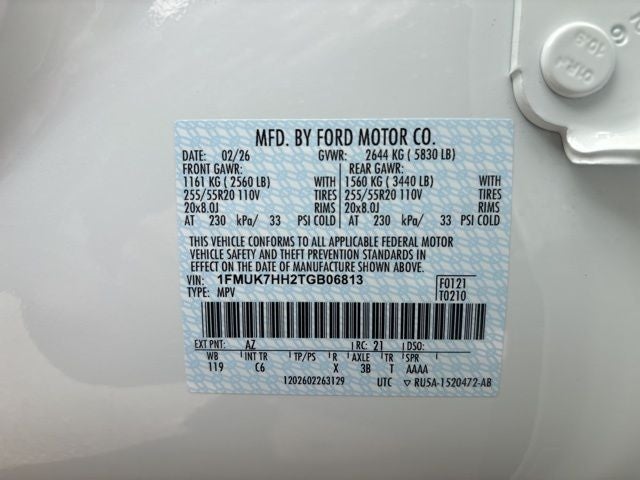 MFD. BY FORD MOTOR CO.
DATE: 02/26 GVWR: 2644 KG ( 5830 LB)
FRONT GAWR: REAR GAWR:
1161 KG ( 2560 LB) WITH 1560 KG ( 3440 LB) WITH
255/55R20 110V TIRES 255/55R20 110V TIRES
20x8.0J RIMS 20x8.0J RIMS
AT 230 kPa/ 33 PSI COLD AT 230 kPa/ 33 PSI COLD
THIS VEHICLE CONFORMS TO ALL APPLICABLE FEDERAL MOTOR
VEHICLE SAFETY AND THEFT PREVENTION STANDARDS IN
EFFECT ON THE DATE OF MANUFACTURE SHOWN ABOVE.
VIN: 1FMUK7HH2TGB06813 F0121
TYPE: MPV T0210
EXT PNT: AZ RC: 21 DSO:
WB INT TR TP/PS R AXLE TR SPR
119 C6 X 3B T AAAA
1202602263129 UTC RU5A-1520472-AB